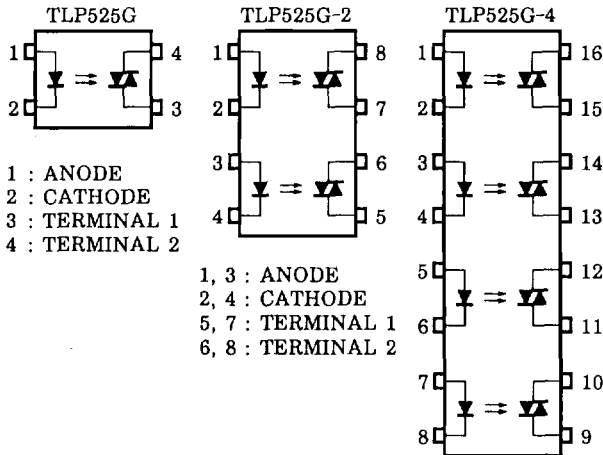 TLP525G
1
4
2
3
1 : ANODE
2 : CATHODE
3 : TERMINAL 1
4 : TERMINAL 2
TLP525G-2
1
8
2
7
3
6
4
5
1, 3 : ANODE
2, 4 : CATHODE
5, 7 : TERMINAL 1
6, 8 : TERMINAL 2
TLP525G-4
1
16
2
15
3
14
4
13
5
12
6
11
7
10
8
9